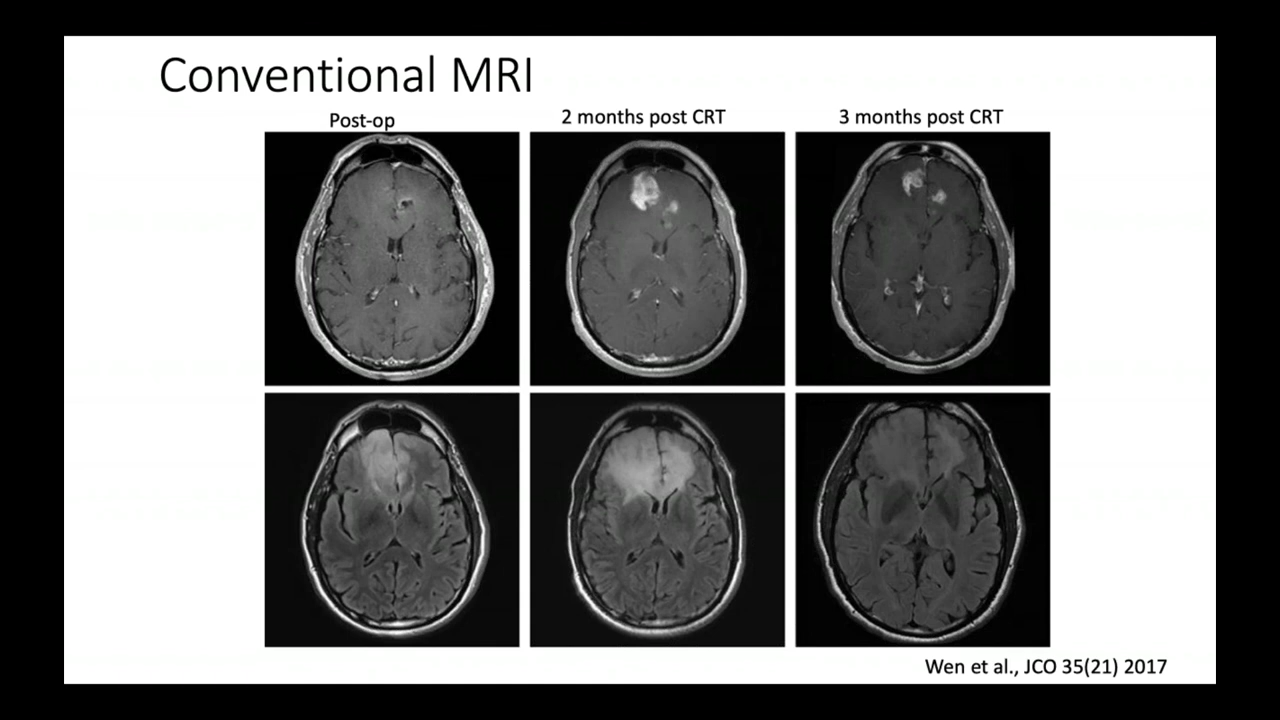 Conventional MRI
Post-op
2 months post CRT
3 months post CRT
Wen et al., JCO 35(21) 2017